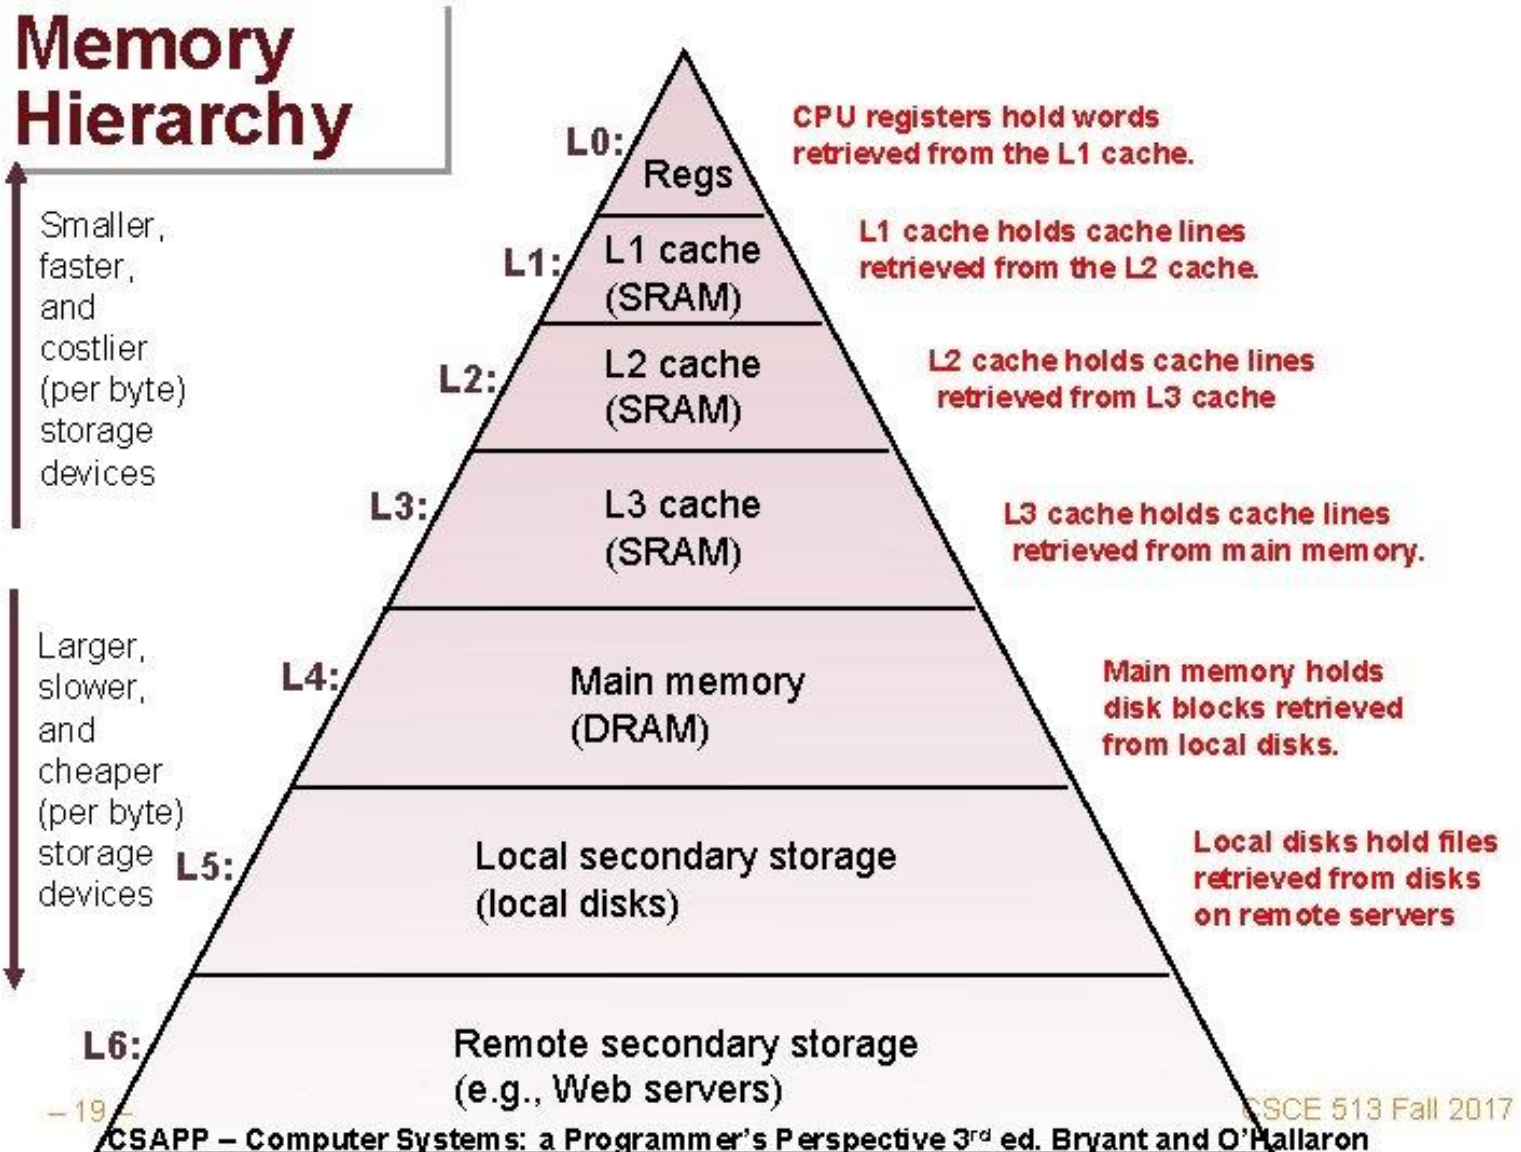 Memory
Hierarchy
Smaller,
faster,
and
costlier
(per byte)
storage
devices
Larger,
slower,
and
cheaper
(per byte)
storage
devices
L0:
Regs
CPU registers hold words
retrieved from the L1 cache.
L1:
L1 cache
(SRAM)
L1 cache holds cache lines
retrieved from the L2 cache.
L2:
L2 cache
(SRAM)
L2 cache holds cache lines
retrieved from L3 cache
L3:
L3 cache
(SRAM)
L3 cache holds cache lines
retrieved from main memory.
L4:
Main memory
(DRAM)
Main memory holds
disk blocks retrieved
from local disks.
L5:
Local secondary storage
(local disks)
Local disks hold files
retrieved from disks
on remote servers
L6:
Remote secondary storage
(e.g., Web servers)
– 19 –
CSCE 513 Fall 2017
CSAPP – Computer Systems: a Programmer’s Perspective 3rd ed. Bryant and O’Hallaron